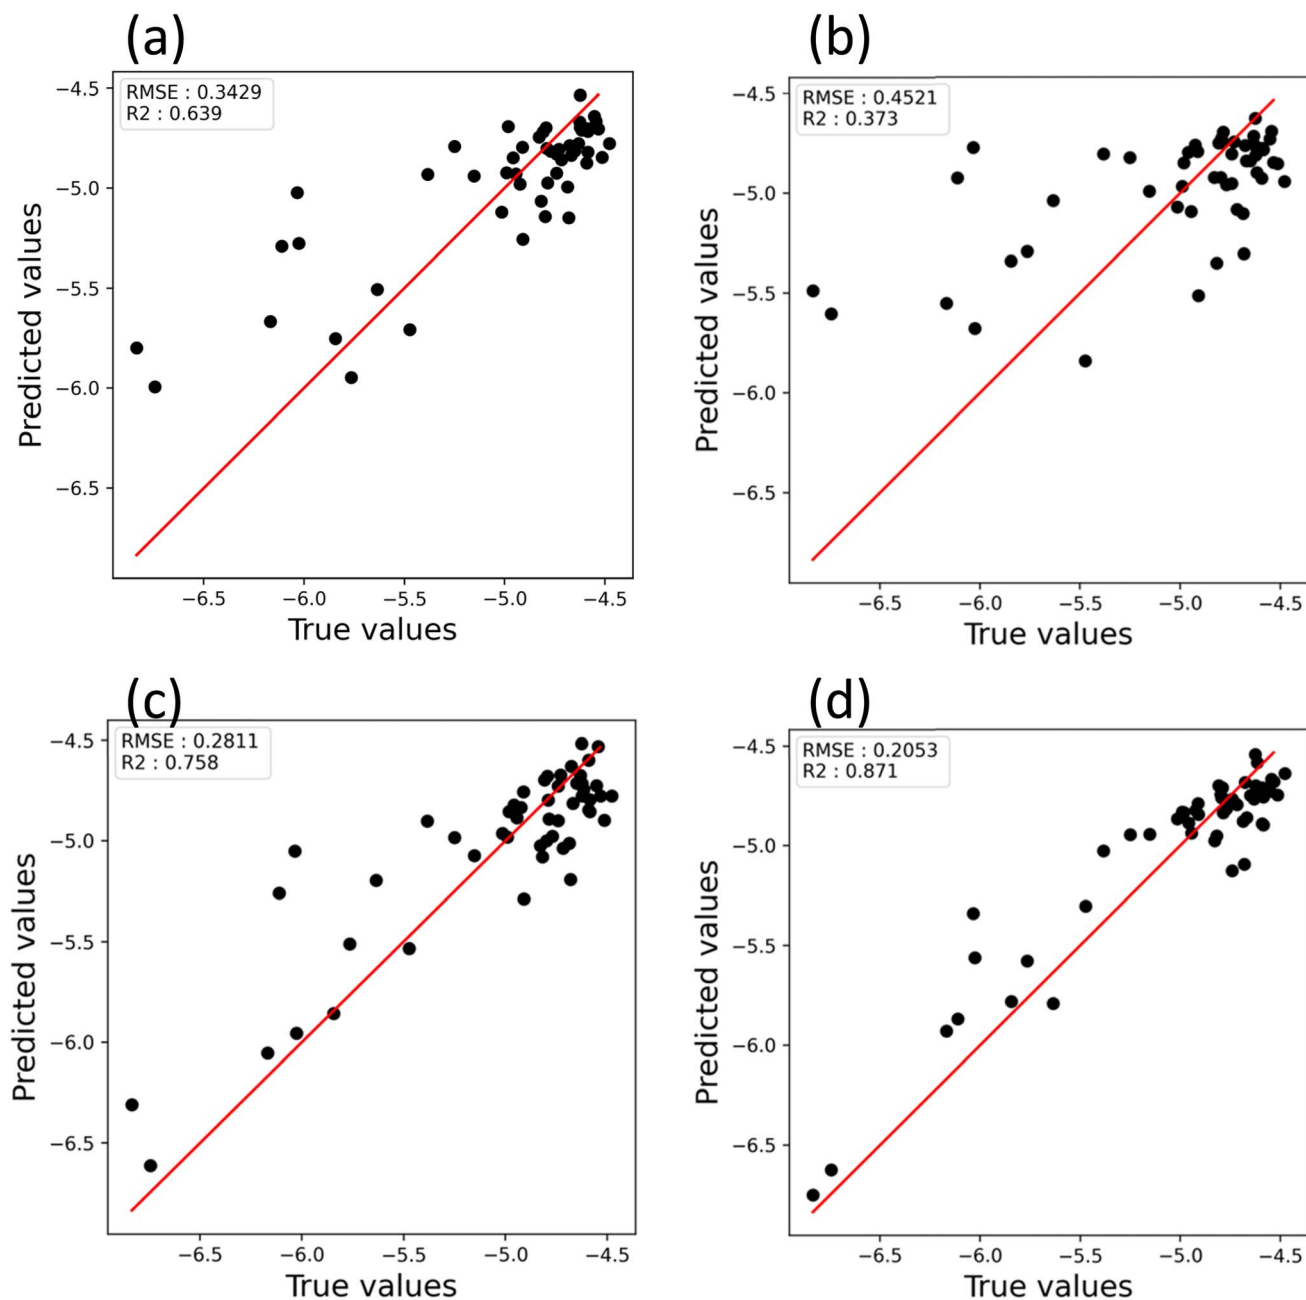 (a)
RMSE : 0.3429
R2 : 0.639
−4.5
−5.0
−5.5
−6.0
−6.5
Predicted values
−6.5 −6.0 −5.5 −5.0 −4.5
True values
(b)
RMSE : 0.4521
R2 : 0.373
−4.5
−5.0
−5.5
−6.0
−6.5
Predicted values
−6.5 −6.0 −5.5 −5.0 −4.5
True values
(c)
RMSE : 0.2811
R2 : 0.758
−4.5
−5.0
−5.5
−6.0
−6.5
Predicted values
−6.5 −6.0 −5.5 −5.0 −4.5
True values
(d)
RMSE : 0.2053
R2 : 0.871
−4.5
−5.0
−5.5
−6.0
−6.5
Predicted values
−6.5 −6.0 −5.5 −5.0 −4.5
True values